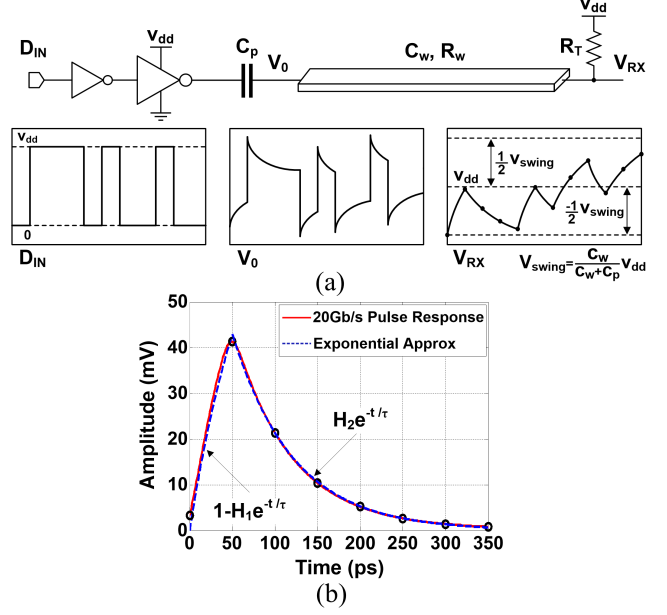 D_IN
v_dd
C_p
V_0
C_w, R_w
v_dd
R_T
V_RX
v_dd
0
D_IN
V_0
v_dd
1/2 v_swing
-1/2 v_swing
V_RX
V_swing = C_w/(C_w+C_p) v_dd
(a)
50
40
30
20
10
0
Amplitude (mV)
20Gb/s Pulse Response
Exponential Approx
H_2e^{-t/τ}
1-H_1e^{-t/τ}
0 50 100 150 200 250 300 350
Time (ps)
(b)